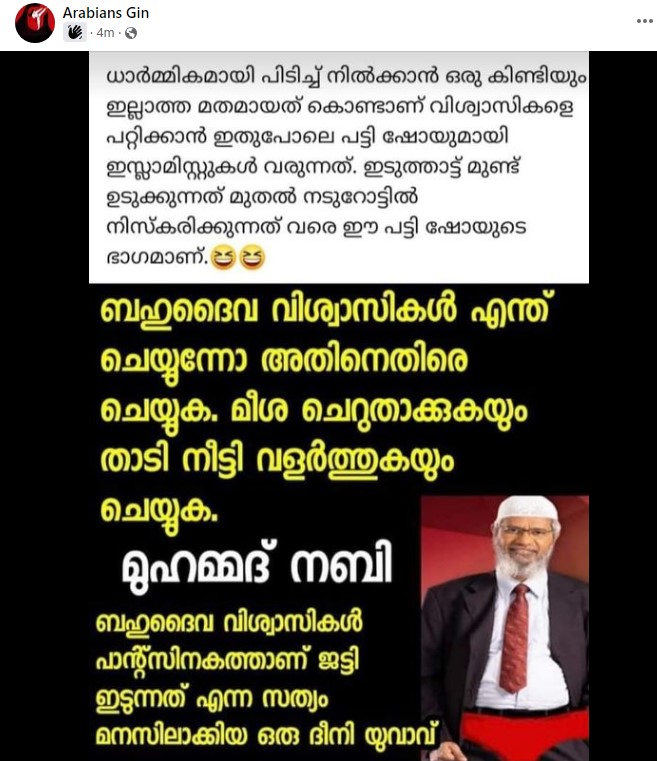 Arabians Gin
4m
ധാർമ്മികമായി പിടിച്ച് നിൽക്കാൻ ഒരു കിണ്ടിയും
ഇല്ലാത്ത മതമായത് കൊണ്ടാണ് വിശ്വാസികളെ
പറ്റിക്കാൻ ഇതുപോലെ പട്ടി ഷോയുമായി
ഇസ്ലാമിസ്റ്റുകൾ വരുന്നത്. ഇടുത്താട്ട് മുണ്ട്
ഉടുക്കുന്നത് മുതൽ നടുറോട്ടിൽ
നിസ്കരിക്കുന്നത് വരെ ഈ പട്ടി ഷോയുടെ
ഭാഗമാണ്.😆😆
ബഹുദൈവ വിശ്വാസികൾ എന്ത്
ചെയ്യുന്നോ അതിനെതിരെ
ചെയ്യുക. മീശ ചെറുതാക്കുകയും
താടി നീട്ടി വളർത്തുകയും
ചെയ്യുക.
മുഹമ്മദ് നബി
ബഹുദൈവ വിശ്വാസികൾ
പാന്റ്സിനകത്താണ് ജട്ടി
ഇടുന്നത് എന്ന സത്യം
മനസിലാക്കിയ ഒരു ദീനി യുവാവ്